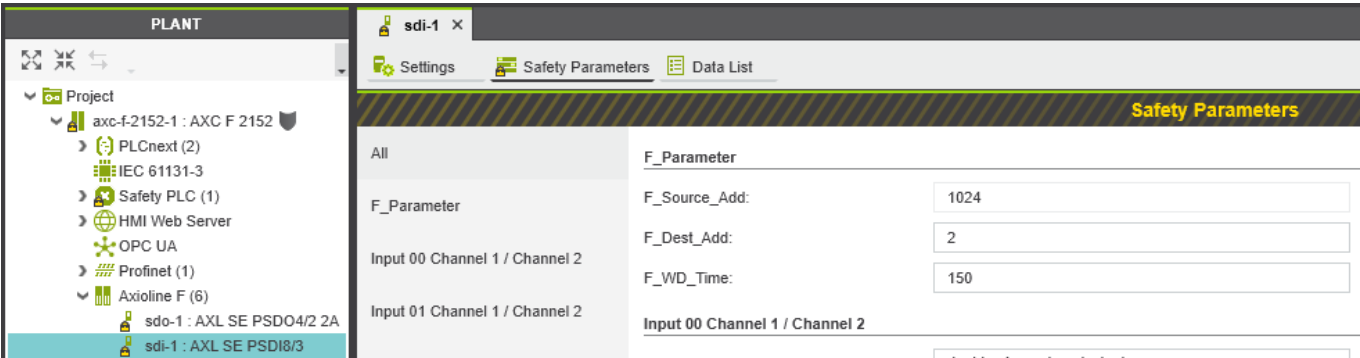 PLANT
Project
axc-f-2152-1 : AXC F 2152
PLCnext (2)
IEC 61131-3
Safety PLC (1)
HMI Web Server
OPC UA
Profinet (1)
Axioline F (6)
sdo-1 : AXL SE PSDO4/2 2A
sdi-1 : AXL SE PSDI8/3
sdi-1 ×
Settings Safety Parameters Data List
Safety Parameters
All
F_Parameter
Input 00 Channel 1 / Channel 2
Input 01 Channel 1 / Channel 2
F_Parameter
F_Source_Add: 1024
F_Dest_Add: 2
F_WD_Time: 150
Input 00 Channel 1 / Channel 2